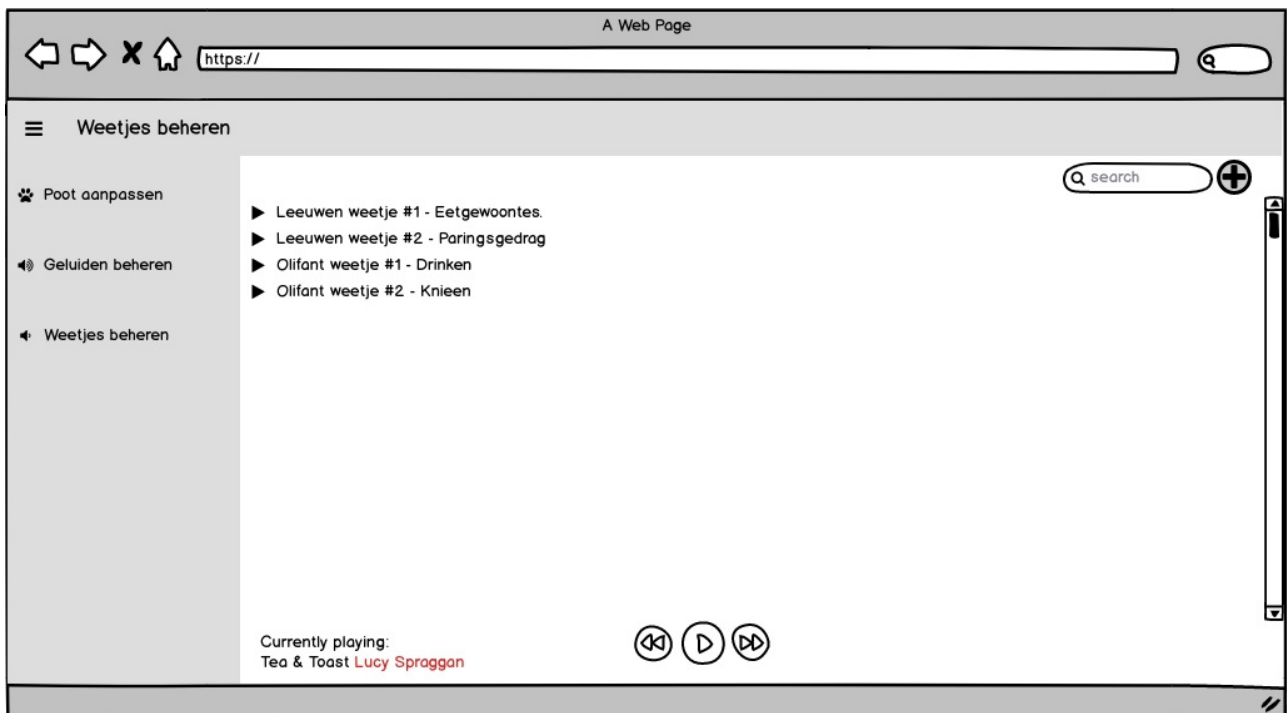 A Web Page
https://
Weetjes beheren
Poot aanpassen
Geluiden beheren
Weetjes beheren
search
Leeuwen weetje #1 - Eetgewoontes.
Leeuwen weetje #2 - Paringsgedrag
Olifant weetje #1 - Drinken
Olifant weetje #2 - Knieen
Currently playing:
Tea & Toast Lucy Spraggan